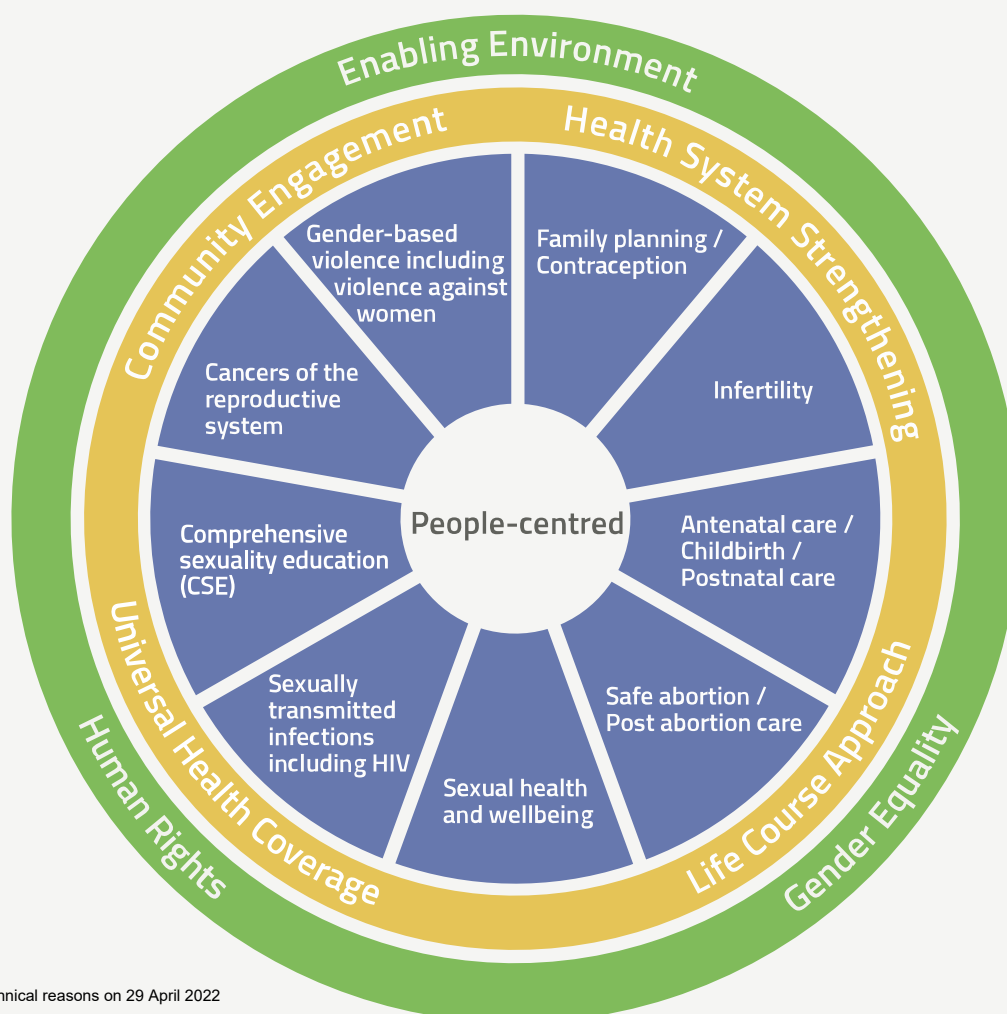 Enabling Environment
Community Engagement
Health System Strengthening
Gender-based
violence including
violence against
women
Family planning /
Contraception
Cancers of the
reproductive
system
Infertility
People-centred
Comprehensive
sexuality education
(CSE)
Antenatal care /
Childbirth /
Postnatal care
Sexually
transmitted
infections
including HIV
Safe abortion /
Post abortion care
Sexual health
and wellbeing
Universal Health Coverage
Life Course Approach
Human Rights
Gender Equality
reasons on 29 April 2022